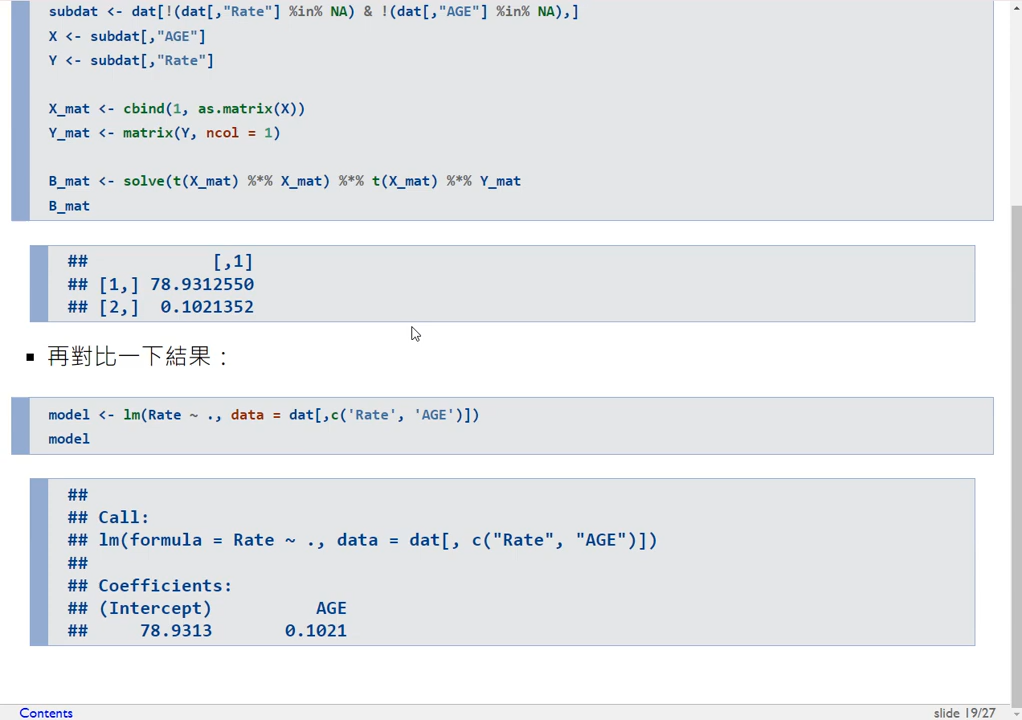 subdat <- dat[!(dat[,"Rate"] %in% NA) & !(dat[,"AGE"] %in% NA),]
X <- subdat[,"AGE"]
Y <- subdat[,"Rate"]
X_mat <- cbind(1, as.matrix(X))
Y_mat <- matrix(Y, ncol = 1)
B_mat <- solve(t(X_mat) %*% X_mat) %*% t(X_mat) %*% Y_mat
B_mat
##            [,1]
## [1,] 78.9312550
## [2,]  0.1021352
▪ 再對比一下結果：
model <- lm(Rate ~ ., data = dat[,c('Rate', 'AGE')])
model
##
## Call:
## lm(formula = Rate ~ ., data = dat[, c("Rate", "AGE")])
##
## Coefficients:
## (Intercept)          AGE
##     78.9313       0.1021
Contents
slide 19/27